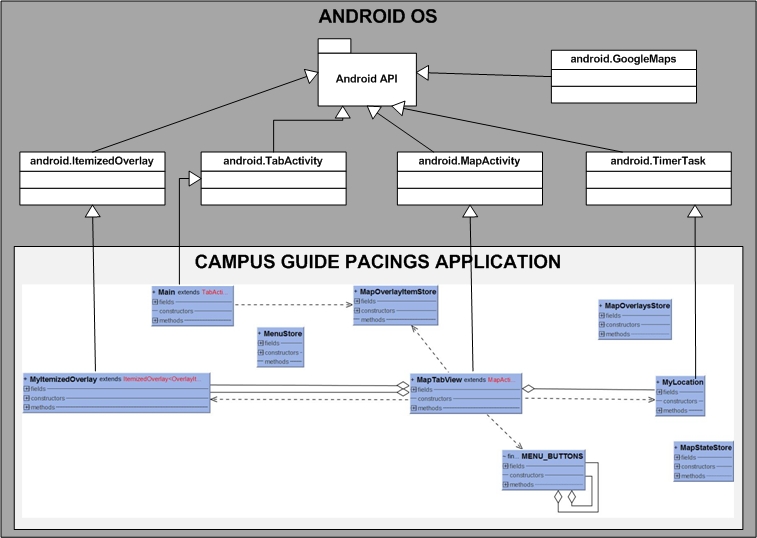 ANDROID OS
Android API
android.GoogleMaps
android.ItemizedOverlay
android.TabActivity
android.MapActivity
android.TimerTask
CAMPUS GUIDE PACINGS APPLICATION
Main extends TabActi...
fields
constructors
methods
MapOverlayItemStore
fields
constructors
methods
MapOverlaysStore
fields
constructors
methods
MenuStore
fields
constructors
methods
MyItemizedOverlay extends ItemizedOverlay<OverlayIt...
fields
constructors
methods
MapTabView extends MapActi...
fields
constructors
methods
MyLocation
fields
constructors
methods
MapStateStore
fields
constructors
methods
fin... MENU_BUTTONS
fields
constructors
methods